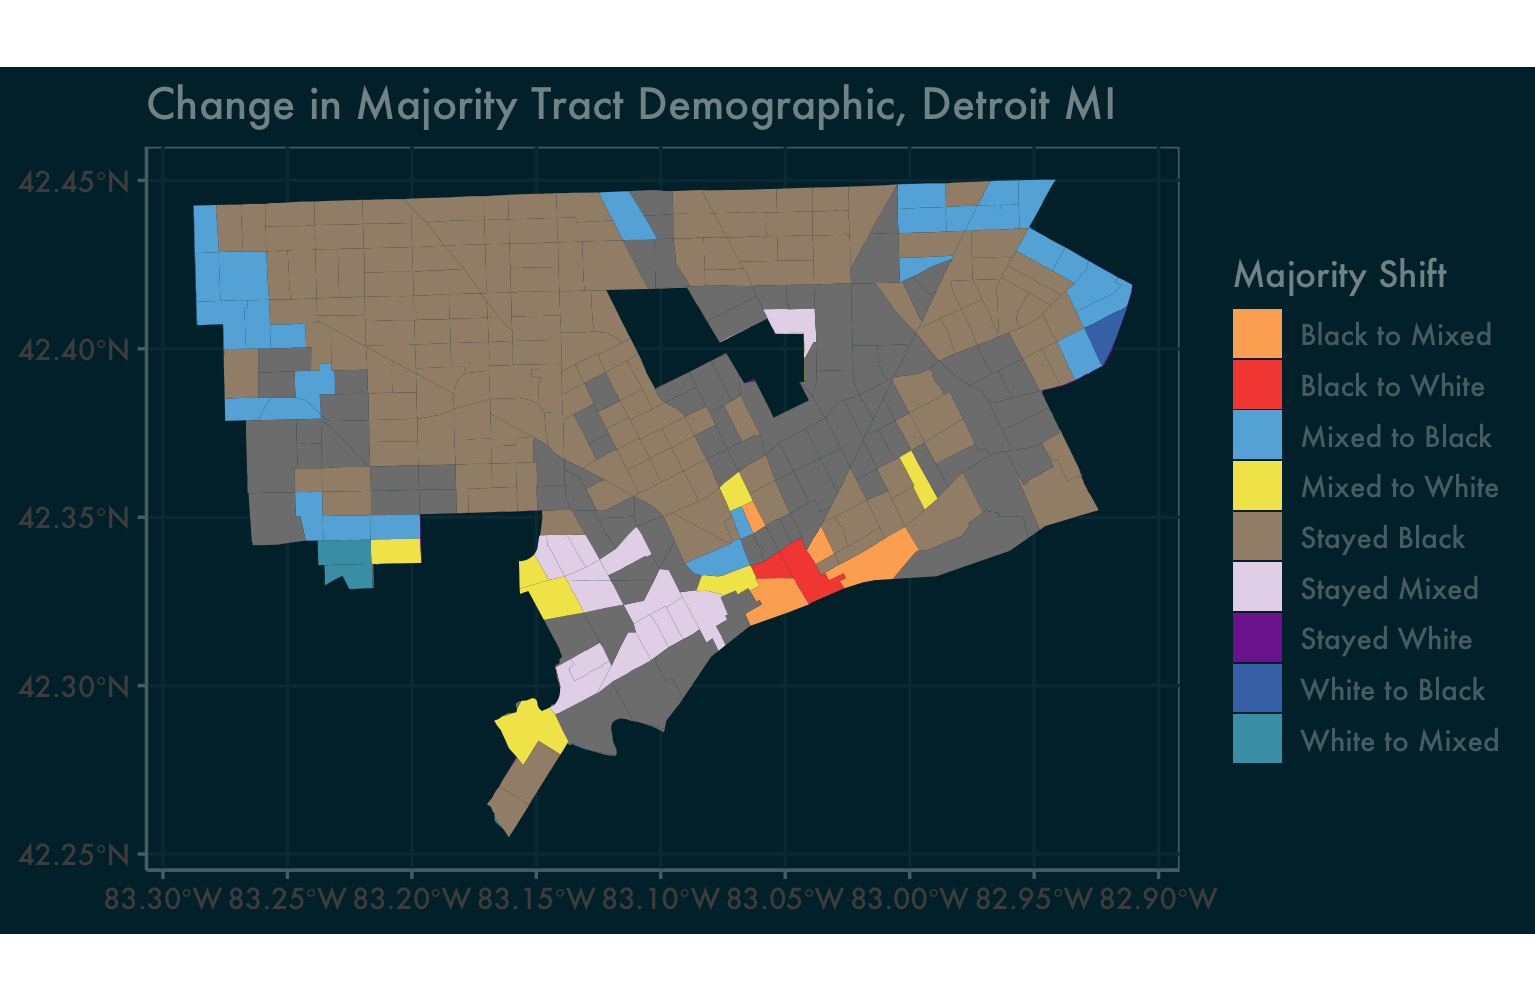 Change in Majority Tract Demographic, Detroit MI
42.45°N
42.40°N
42.35°N
42.30°N
42.25°N
83.30°W 83.25°W 83.20°W 83.15°W 83.10°W 83.05°W 83.00°W 82.95°W 82.90°W
Majority Shift
Black to Mixed
Black to White
Mixed to Black
Mixed to White
Stayed Black
Stayed Mixed
Stayed White
White to Black
White to Mixed